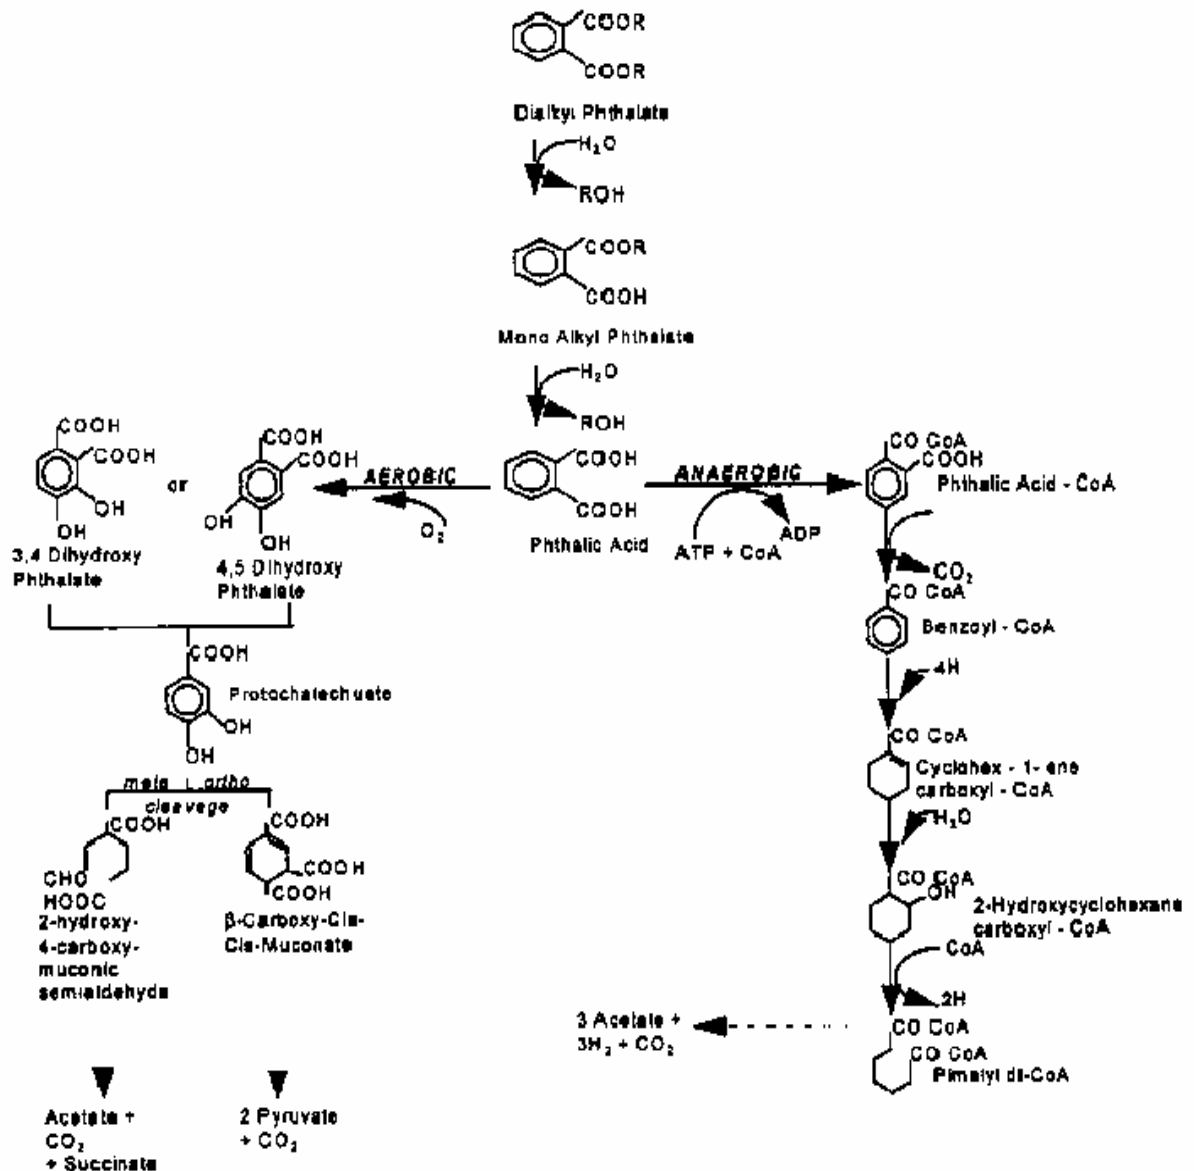 COOR
COOR
Dialkyl Phthalate
H₂O
ROH
COOR
COOH
Mono Alkyl Phthalate
H₂O
ROH
COOH
COOH
OH
OH
3,4 Dihydroxy
Phthalate
or
COOH
COOH
OH
OH
4,5 Dihydroxy
Phthalate
AEROBIC
O₂
COOH
COOH
Phthalic Acid
ANAEROBIC
ATP + CoA
ADP
CO CoA
COOH
Phthalic Acid - CoA
CO₂
CO CoA
Benzoyl - CoA
4H
CO CoA
Cyclohex - 1- ene
carboxyl - CoA
H₂O
CO CoA
OH
2-Hydroxycyclohexane
carboxyl - CoA
CoA
2H
CO CoA
CO CoA
Pimelyl di-CoA
3 Acetate +
3H₂ + CO₂
COOH
Protochatechuate
OH
OH
meta
ortho
cleavege
COOH
CHO
HOOC
2-hydroxy-
4-carboxy-
muconic
semialdehyde
COOH
COOH
COOH
β-Carboxy-Cis-
Cis-Muconate
Acetate +
CO₂
+ Succinate
2 Pyruvate
+ CO₂